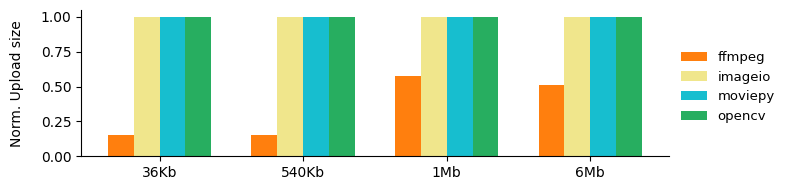 Norm. Upload size
1.00
0.75
0.50
0.25
0.00
36Kb 540Kb 1Mb 6Mb
ffmpeg
imageio
moviepy
opencv